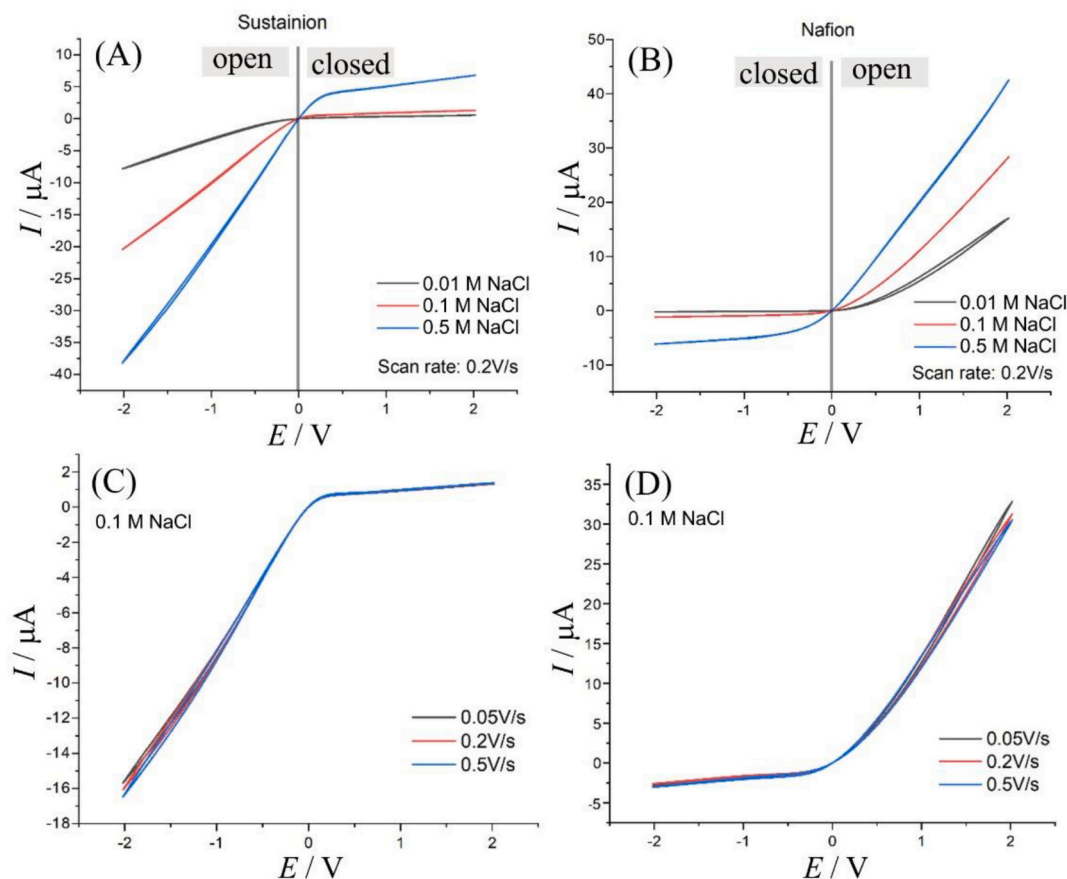 Sustainion
(A)
open closed
I / µA
10
5
0
-5
-10
-15
-20
-25
-30
-35
-40
0.01 M NaCl
0.1 M NaCl
0.5 M NaCl
Scan rate: 0.2V/s
-2 -1 0 1 2
E / V
Nafion
(B)
closed open
I / µA
50
40
30
20
10
0
-10
0.01 M NaCl
0.1 M NaCl
0.5 M NaCl
Scan rate: 0.2V/s
-2 -1 0 1 2
E / V
(C)
0.1 M NaCl
I / µA
2
0
-2
-4
-6
-8
-10
-12
-14
-16
-18
0.05V/s
0.2V/s
0.5V/s
-2 -1 0 1 2
E / V
(D)
0.1 M NaCl
I / µA
35
30
25
20
15
10
5
0
-5
0.05V/s
0.2V/s
0.5V/s
-2 -1 0 1 2
E / V